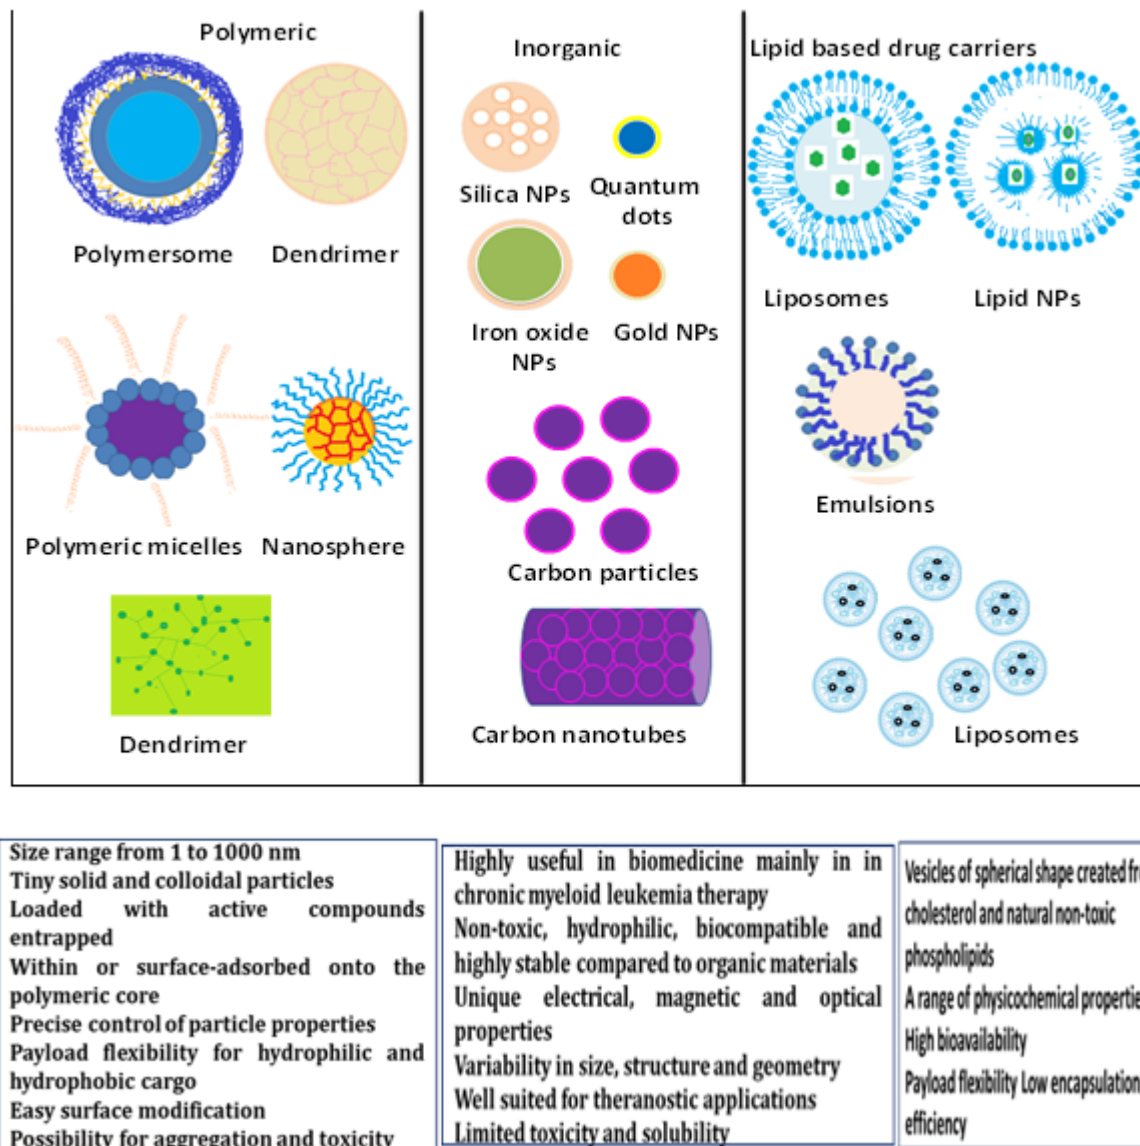 Polymeric
Polymersome
Dendrimer
Polymeric micelles
Nanosphere
Dendrimer
Inorganic
Silica NPs
Quantum
dots
Iron oxide
NPs
Gold NPs
Carbon particles
Carbon nanotubes
Lipid based drug carriers
Liposomes
Lipid NPs
Emulsions
Liposomes
Size range from 1 to 1000 nm
Tiny solid and colloidal particles
Loaded with active compounds
entrapped
Within or surface-adsorbed onto the
polymeric core
Precise control of particle properties
Payload flexibility for hydrophilic and
hydrophobic cargo
Easy surface modification
Possibility for aggregation and toxicity
Highly useful in biomedicine mainly in in
chronic myeloid leukemia therapy
Non-toxic, hydrophilic, biocompatible and
highly stable compared to organic materials
Unique electrical, magnetic and optical
properties
Variability in size, structure and geometry
Well suited for theranostic applications
Limited toxicity and solubility
Vesicles of spherical shape created
cholesterol and natural non-toxic
phospholipids
A range of physicochemical
High bioavailability
Payload flexibility Low encapsulation
efficiency